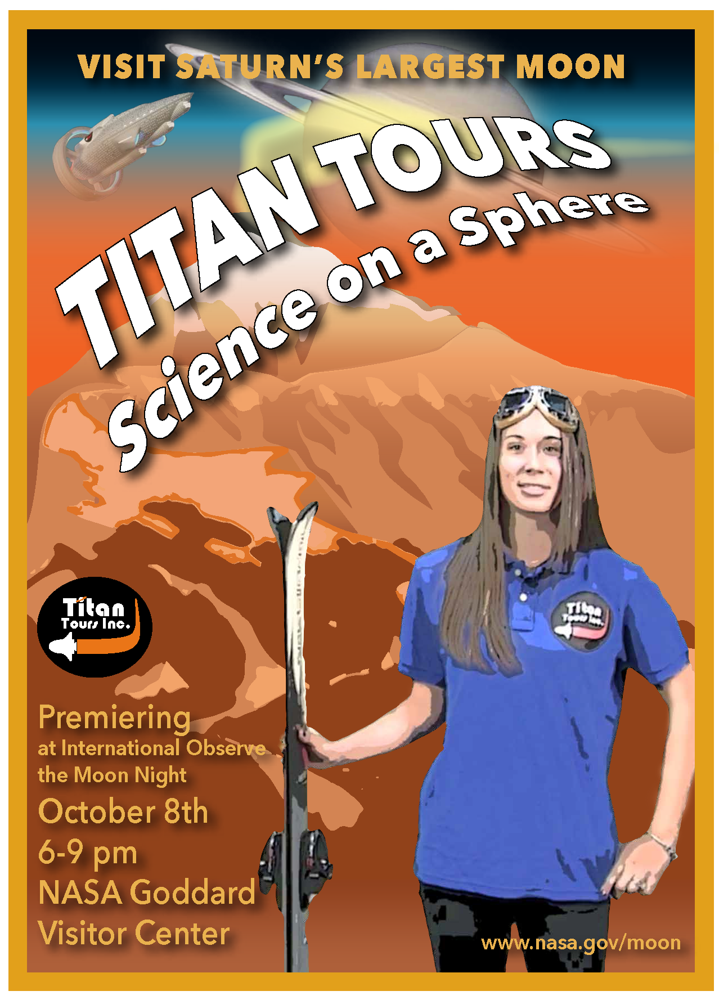 VISIT SATURN'S LARGEST MOON
TITAN TOURS
Science on a Sphere
Titan
Tours Inc.
Titan
Tours Inc.
Premiering
at International Observe
the Moon Night
October 8th
6-9 pm
NASA Goddard
Visitor Center
www.nasa.gov/moon